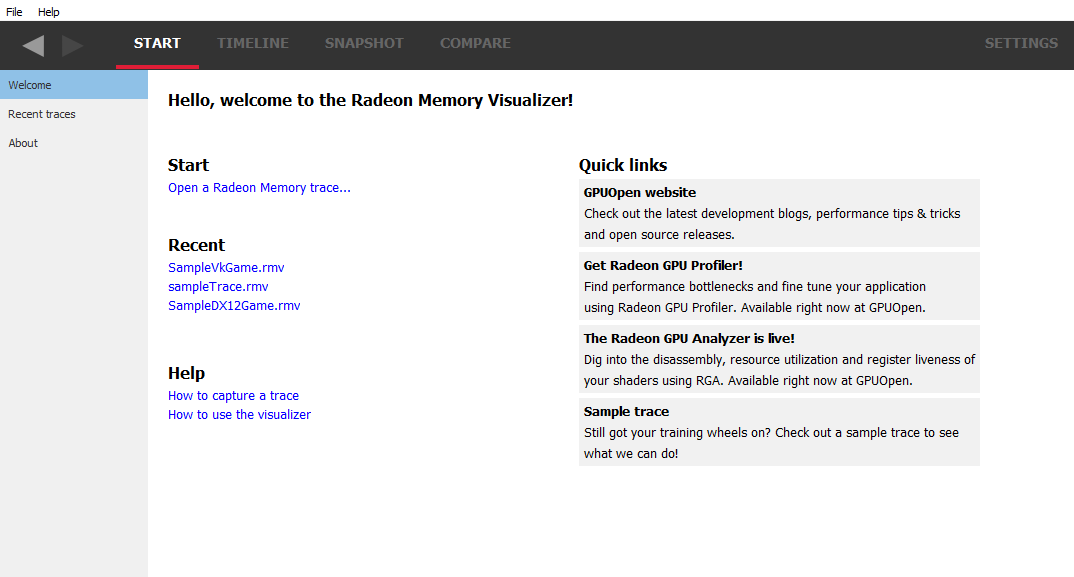 File Help
START TIMELINE SNAPSHOT COMPARE SETTINGS
Welcome
Recent traces
About
Hello, welcome to the Radeon Memory Visualizer!
Start
Open a Radeon Memory trace...
Recent
SampleVkGame.rmv
sampleTrace.rmv
SampleDX12Game.rmv
Help
How to capture a trace
How to use the visualizer
Quick links
GPUOpen website
Check out the latest development blogs, performance tips & tricks
and open source releases.
Get Radeon GPU Profiler!
Find performance bottlenecks and fine tune your application
using Radeon GPU Profiler. Available right now at GPUOpen.
The Radeon GPU Analyzer is live!
Dig into the disassembly, resource utilization and register liveness of
your shaders using RGA. Available right now at GPUOpen.
Sample trace
Still got your training wheels on? Check out a sample trace to see
what we can do!